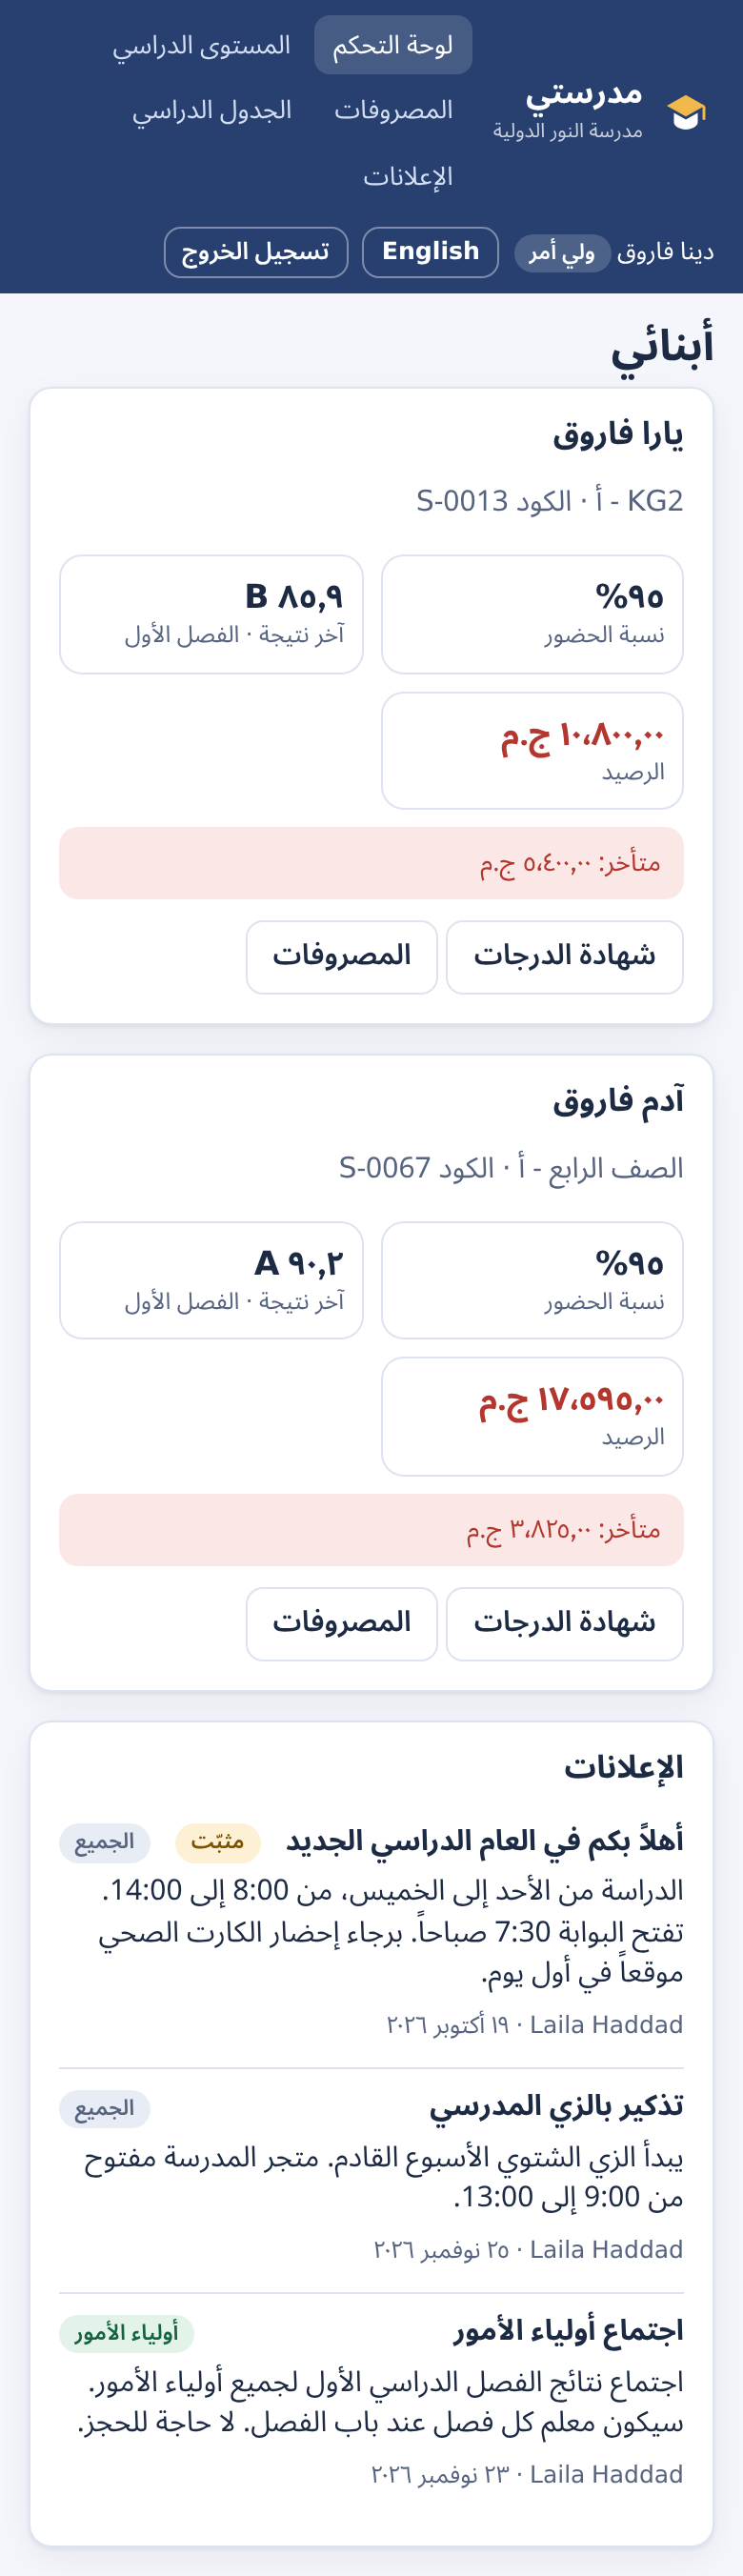 مدرستي
مدرسة النور الدولية
لوحة التحكم
المستوى الدراسي
المصروفات
الجدول الدراسي
الإعلانات
دينا فاروق
ولي أمر
English
تسجيل الخروج
أبنائي
يارا فاروق
KG2 - أ · الكود S-0013
٩٥%
نسبة الحضور
٨٥,٩ B
آخر نتيجة · الفصل الأول
١٠،٨٠٠,٠٠ ج.م
الرصيد
متأخر: ٥،٤٠٠,٠٠ ج.م
شهادة الدرجات
المصروفات
آدم فاروق
الصف الرابع - أ · الكود S-0067
٩٥%
نسبة الحضور
٩٠,٢ A
آخر نتيجة · الفصل الأول
١٧،٥٩٥,٠٠ ج.م
الرصيد
متأخر: ٣،٨٢٥,٠٠ ج.م
شهادة الدرجات
المصروفات
الإعلانات
أهلاً بكم في العام الدراسي الجديد
مثبّت
الجميع
الدراسة من الأحد إلى الخميس، من 8:00 إلى 14:00.
تفتح البوابة 7:30 صباحاً. برجاء إحضار الكارت الصحي
موقعاً في أول يوم.
Laila Haddad · ١٩ أكتوبر ٢٠٢٦
تذكير بالزي المدرسي
الجميع
يبدأ الزي الشتوي الأسبوع القادم. متجر المدرسة مفتوح
من 9:00 إلى 13:00.
Laila Haddad · ٢٥ نوفمبر ٢٠٢٦
اجتماع أولياء الأمور
أولياء الأمور
اجتماع نتائج الفصل الدراسي الأول لجميع أولياء الأمور.
سيكون معلم كل فصل عند باب الفصل. لا حاجة للحجز.
Laila Haddad · ٢٣ نوفمبر ٢٠٢٦